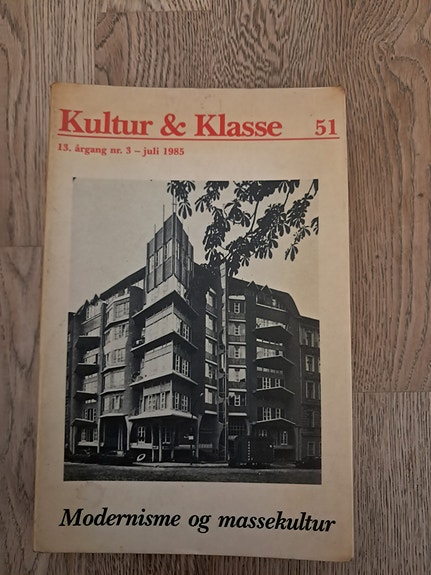 Kultur & Klasse 51
13. årgang nr. 3 – juli 1985
Modernisme og massekultur